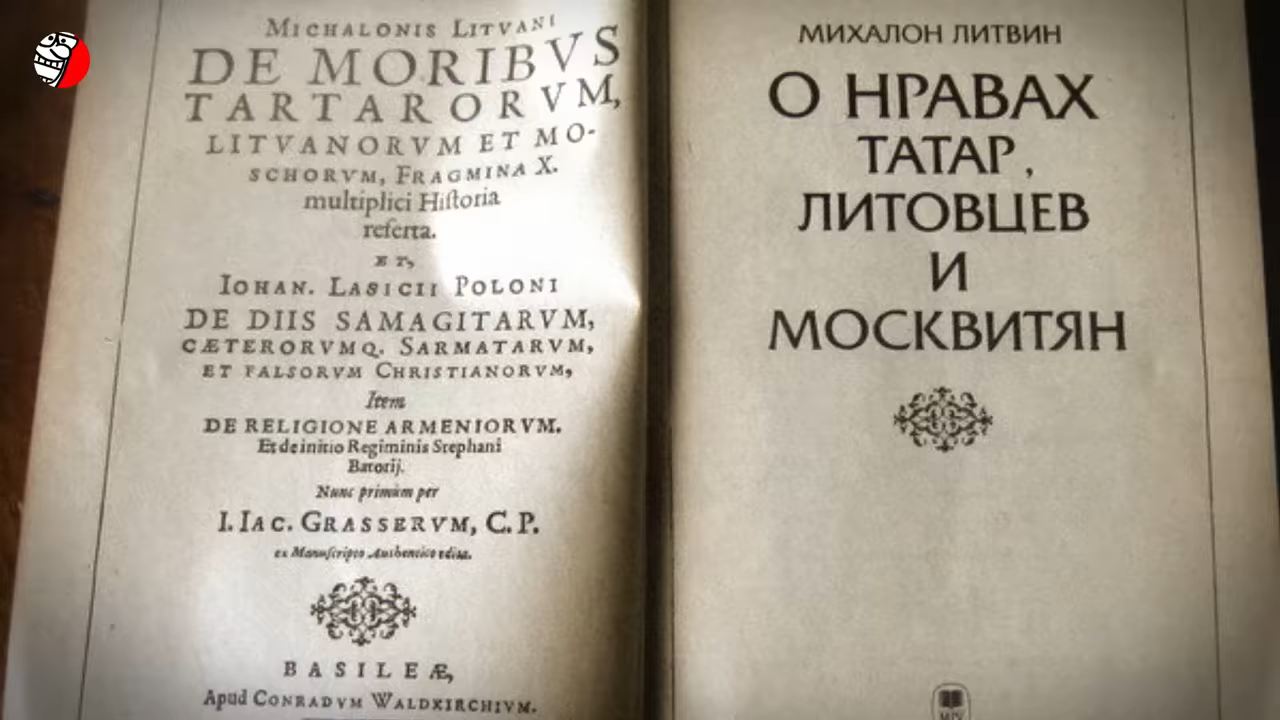 MICHALONIS LITVANI
DE MORIBVS
TARTARORVM,
LITVANORVM ET MO-
SCHORVM, FRAGMINA X.
multiplici Hiſtoria
referta.
ET,
IOHAN. LASICII POLONI
DE DIIS SAMAGITARVM,
CÆTERORVMQ. SARMATARVM,
ET FALSORVM CHRISTIANORVM,
Item
DE RELIGIONE ARMENIORVM.
Et de initio Regiminis Stephani
Batorij.
Nunc primùm per
I. IAC. GRASSERVM, C. P.
ex Manuſcripto Authentico edita.
BASILEÆ,
Apud CONRADVM WALDKIRCHIVM.
МИХАЛОН ЛИТВИН
О НРАВАХ
ТАТАР,
ЛИТОВЦЕВ
И
МОСКВИТЯН